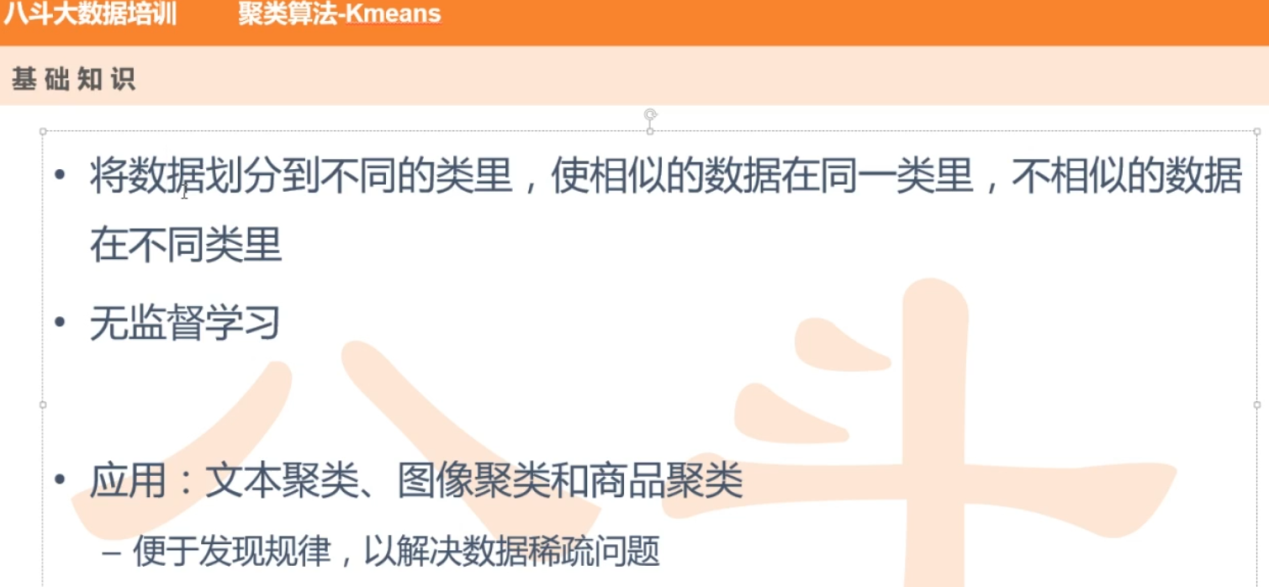 八斗大数据培训 聚类算法-Kmeans
基础知识
• 将数据划分到不同的类里，使相似的数据在同一类里，不相似的数据
在不同类里
• 无监督学习
• 应用：文本聚类、图像聚类和商品聚类
– 便于发现规律，以解决数据稀疏问题
八斗